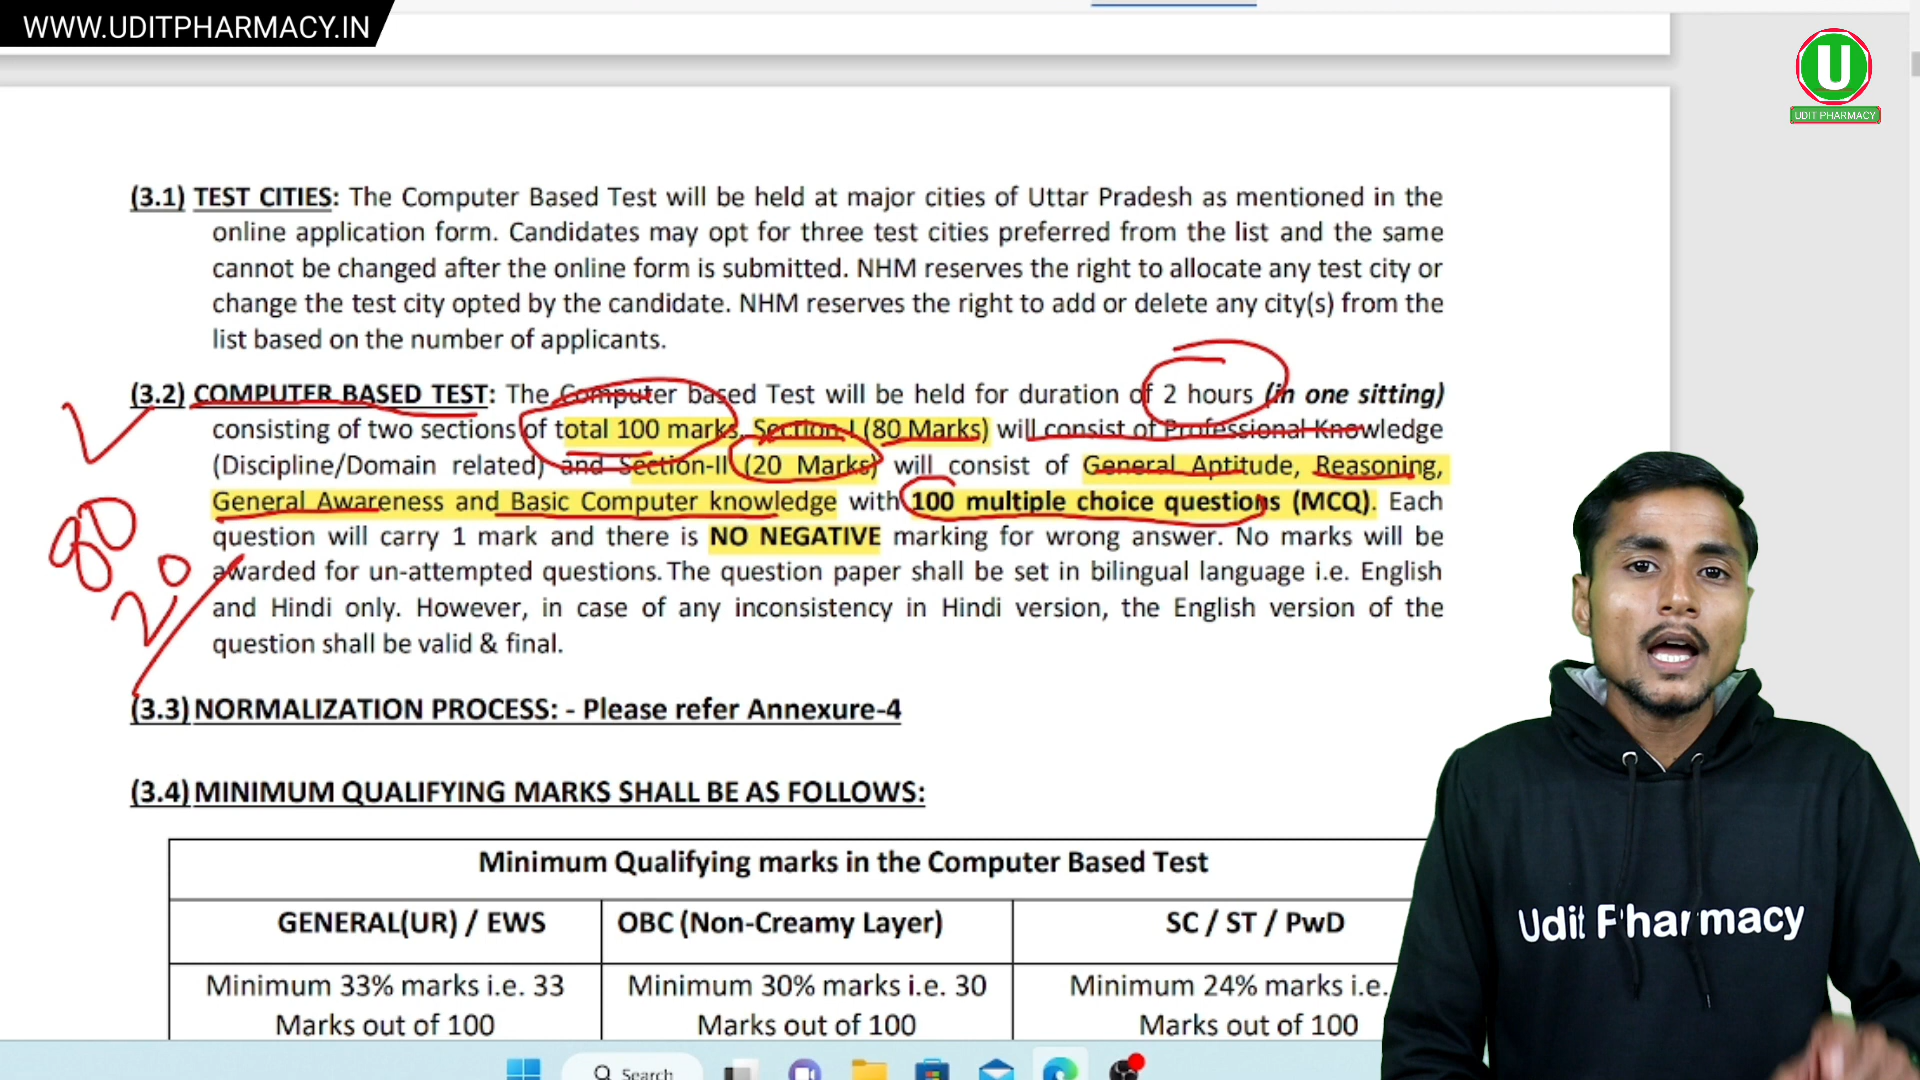 WWW.UDITPHARMACY.IN
U
UDIT PHARMACY
(3.1) TEST CITIES: The Computer Based Test will be held at major cities of Uttar Pradesh as mentioned in the
online application form. Candidates may opt for three test cities preferred from the list and the same
cannot be changed after the online form is submitted. NHM reserves the right to allocate any test city or
change the test city opted by the candidate. NHM reserves the right to add or delete any city(s) from the
list based on the number of applicants.
(3.2) COMPUTER BASED TEST: The Computer based Test will be held for duration of 2 hours (in one sitting)
consisting of two sections of total 100 marks. Section-I (80 Marks) will consist of Professional Knowledge
(Discipline/Domain related) and Section-II (20 Marks) will consist of General Aptitude, Reasoning,
General Awareness and Basic Computer knowledge with 100 multiple choice questions (MCQ). Each
question will carry 1 mark and there is NO NEGATIVE marking for wrong answer. No marks will be
awarded for un-attempted questions. The question paper shall be set in bilingual language i.e. English
and Hindi only. However, in case of any inconsistency in Hindi version, the English version of the
question shall be valid & final.
80
20
(3.3) NORMALIZATION PROCESS: - Please refer Annexure-4
(3.4) MINIMUM QUALIFYING MARKS SHALL BE AS FOLLOWS:
Minimum Qualifying marks in the Computer Based Test
GENERAL(UR) / EWS OBC (Non-Creamy Layer) SC / ST / PwD
Minimum 33% marks i.e. 33 Minimum 30% marks i.e. 30 Minimum 24% marks i.e.
Marks out of 100 Marks out of 100 Marks out of 100
Udit Pharmacy
Search